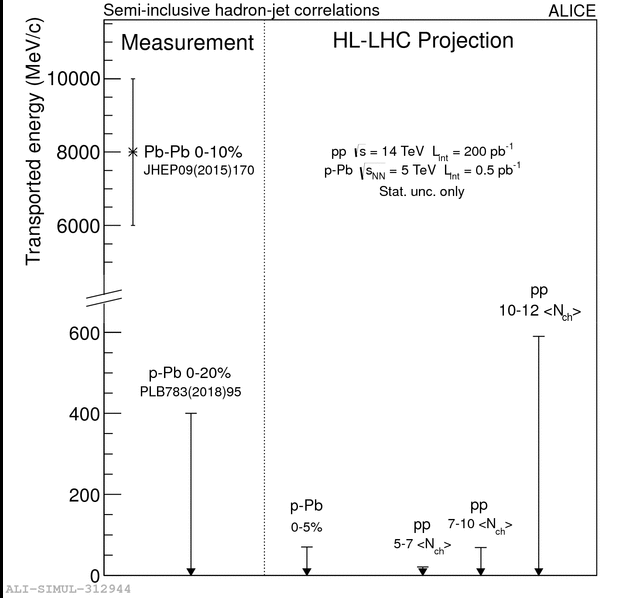 Semi-inclusive hadron-jet correlations
ALICE
Transported energy (MeV/c)
Measurement
HL-LHC Projection
10000
8000
6000
600
400
200
0
Pb-Pb 0-10%
JHEP09(2015)170
pp √s = 14 TeV L_int = 200 pb⁻¹
p-Pb √s_NN = 5 TeV L_int = 0.5 pb⁻¹
Stat. unc. only
p-Pb 0-20%
PLB783(2018)95
p-Pb
0-5%
pp
5-7 <N_ch>
pp
7-10 <N_ch>
pp
10-12 <N_ch>
ALI-SIMUL-312944